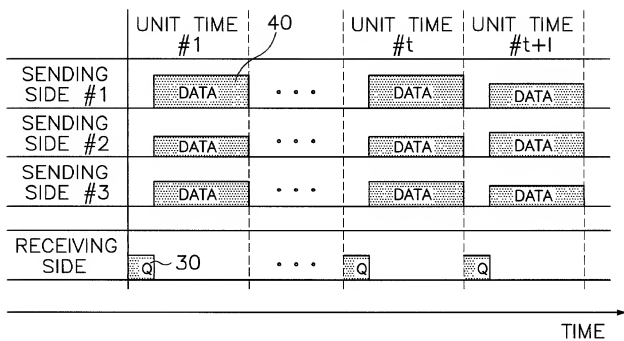 UNIT TIME #1
40
UNIT TIME #t
UNIT TIME #t+1
SENDING SIDE #1
DATA
• • •
DATA
DATA
SENDING SIDE #2
DATA
• • •
DATA
DATA
SENDING SIDE #3
DATA
• • •
DATA
DATA
RECEIVING SIDE
Q
30
• • •
Q
Q
TIME